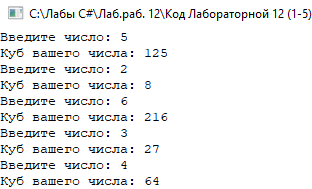 C:\Лабы C#\Лаб.раб. 12\Код Лабораторной 12 (1-5)
Введите число: 5
Куб вашего числа: 125
Введите число: 2
Куб вашего числа: 8
Введите число: 6
Куб вашего числа: 216
Введите число: 3
Куб вашего числа: 27
Введите число: 4
Куб вашего числа: 64